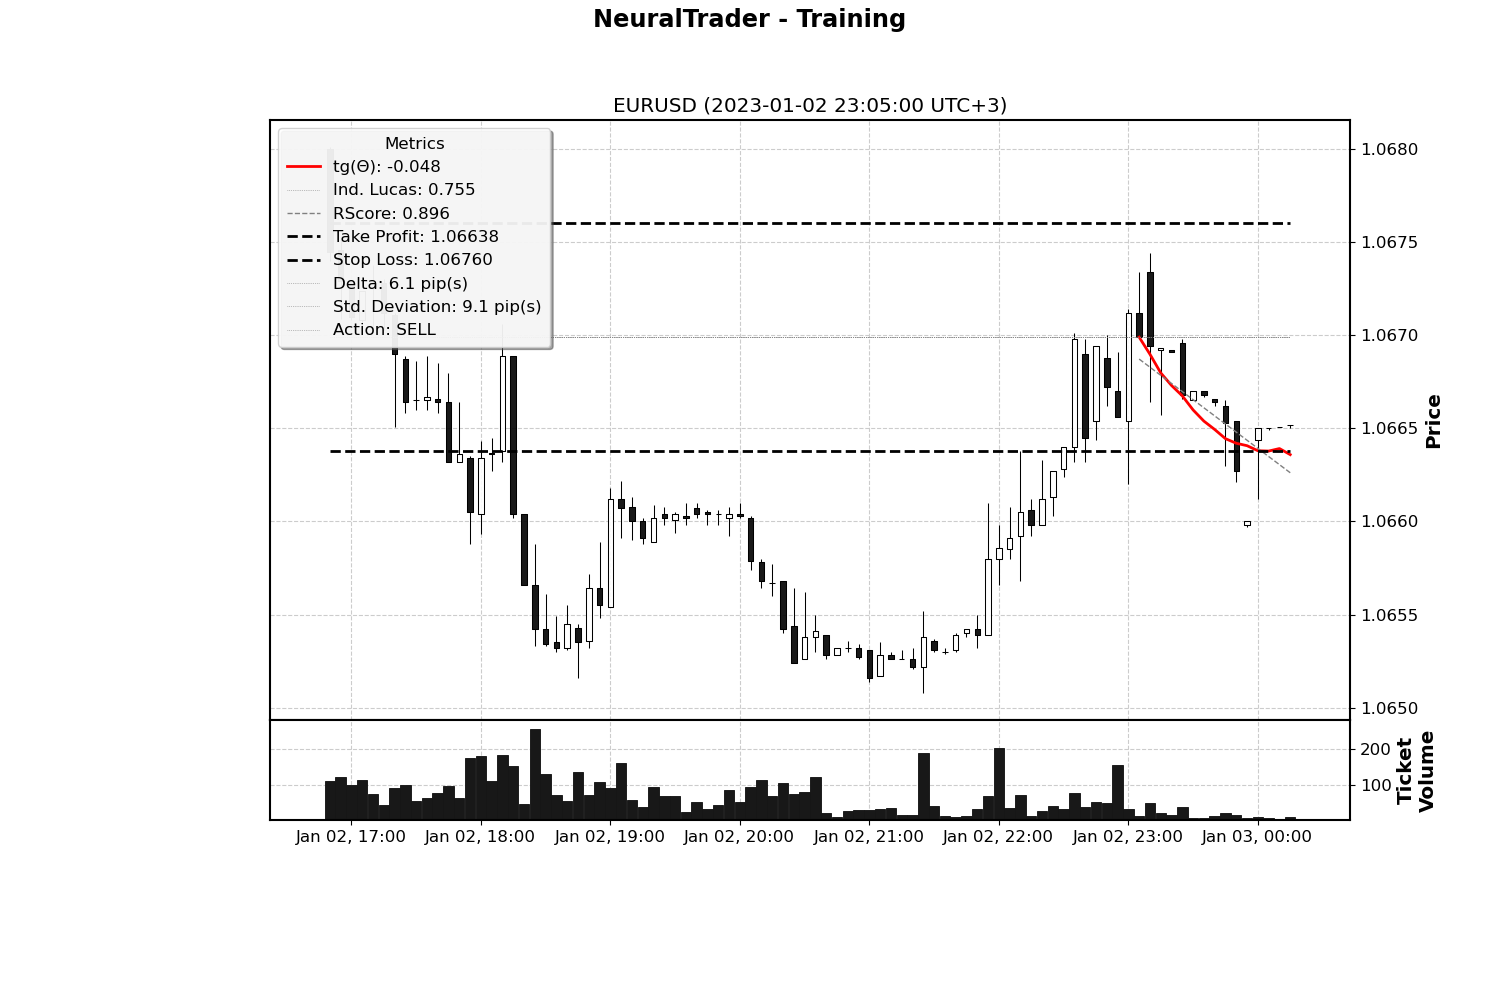 NeuralTrader - Training
EURUSD (2023-01-02 23:05:00 UTC+3)
Metrics
tg(Θ): -0.048
Ind. Lucas: 0.755
RScore: 0.896
Take Profit: 1.06638
Stop Loss: 1.06760
Delta: 6.1 pip(s)
Std. Deviation: 9.1 pip(s)
Action: SELL
1.0680
1.0675
1.0670
1.0665
1.0660
1.0655
1.0650
Price
200
100
Ticket
Volume
Jan 02, 17:00
Jan 02, 18:00
Jan 02, 19:00
Jan 02, 20:00
Jan 02, 21:00
Jan 02, 22:00
Jan 02, 23:00
Jan 03, 00:00